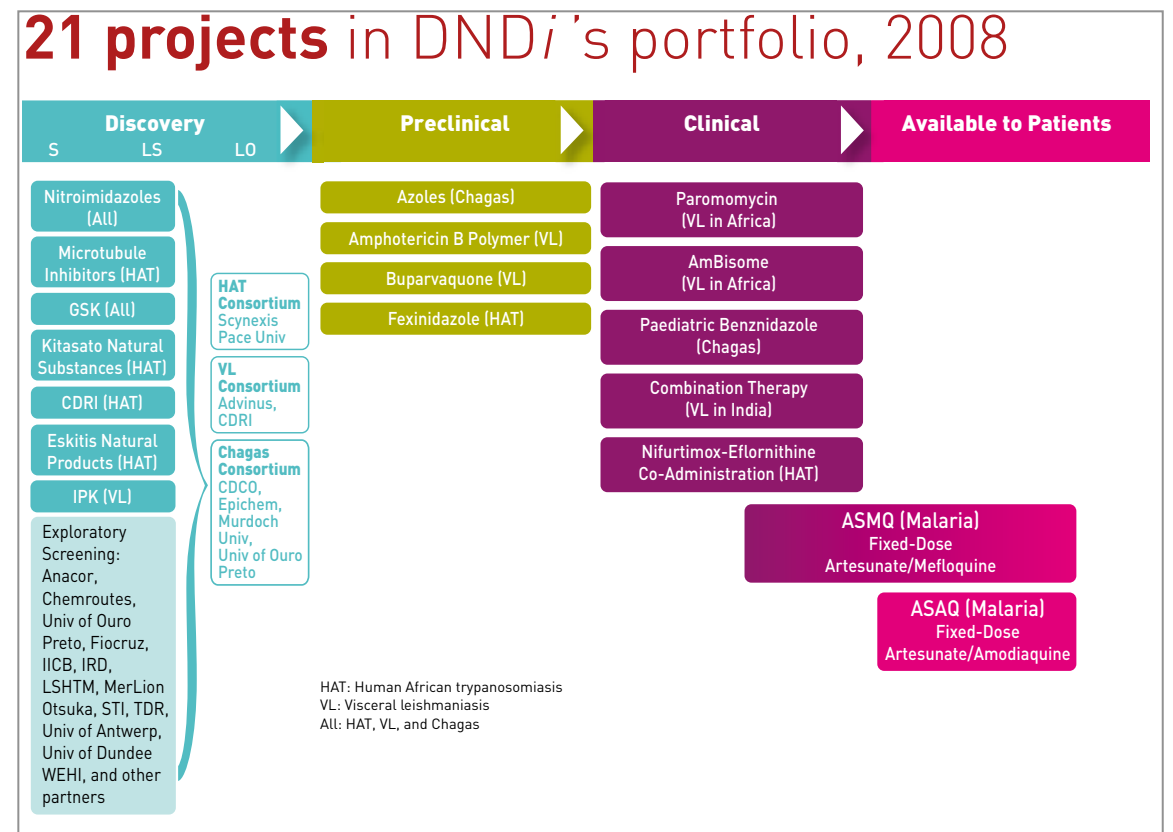 21 projects in DNDi's portfolio, 2008
Discovery
S LS LO
Preclinical
Clinical
Available to Patients
Nitroimidazoles
(All)
Microtubule
Inhibitors (HAT)
GSK (All)
Kitasato Natural
Substances (HAT)
CDRI (HAT)
Eskitis Natural
Products (HAT)
IPK (VL)
Exploratory
Screening:
Anacor,
Chemroutes,
Univ of Ouro
Preto, Fiocruz,
IICB, IRD,
LSHTM, MerLion
Otsuka, STI, TDR,
Univ of Antwerp,
Univ of Dundee
WEHI, and other
partners
HAT
Consortium
Scynexis
Pace Univ
VL
Consortium
Advinus,
CDRI
Chagas
Consortium
CDCO,
Epichem,
Murdoch
Univ,
Univ of Ouro
Preto
Azoles (Chagas)
Amphotericin B Polymer (VL)
Buparvaquone (VL)
Fexinidazole (HAT)
Paromomycin
(VL in Africa)
AmBisome
(VL in Africa)
Paediatric Benznidazole
(Chagas)
Combination Therapy
(VL in India)
Nifurtimox-Eflornithine
Co-Administration (HAT)
ASMQ (Malaria)
Fixed-Dose
Artesunate/Mefloquine
ASAQ (Malaria)
Fixed-Dose
Artesunate/Amodiaquine
HAT: Human African trypanosomiasis
VL: Visceral leishmaniasis
All: HAT, VL, and Chagas